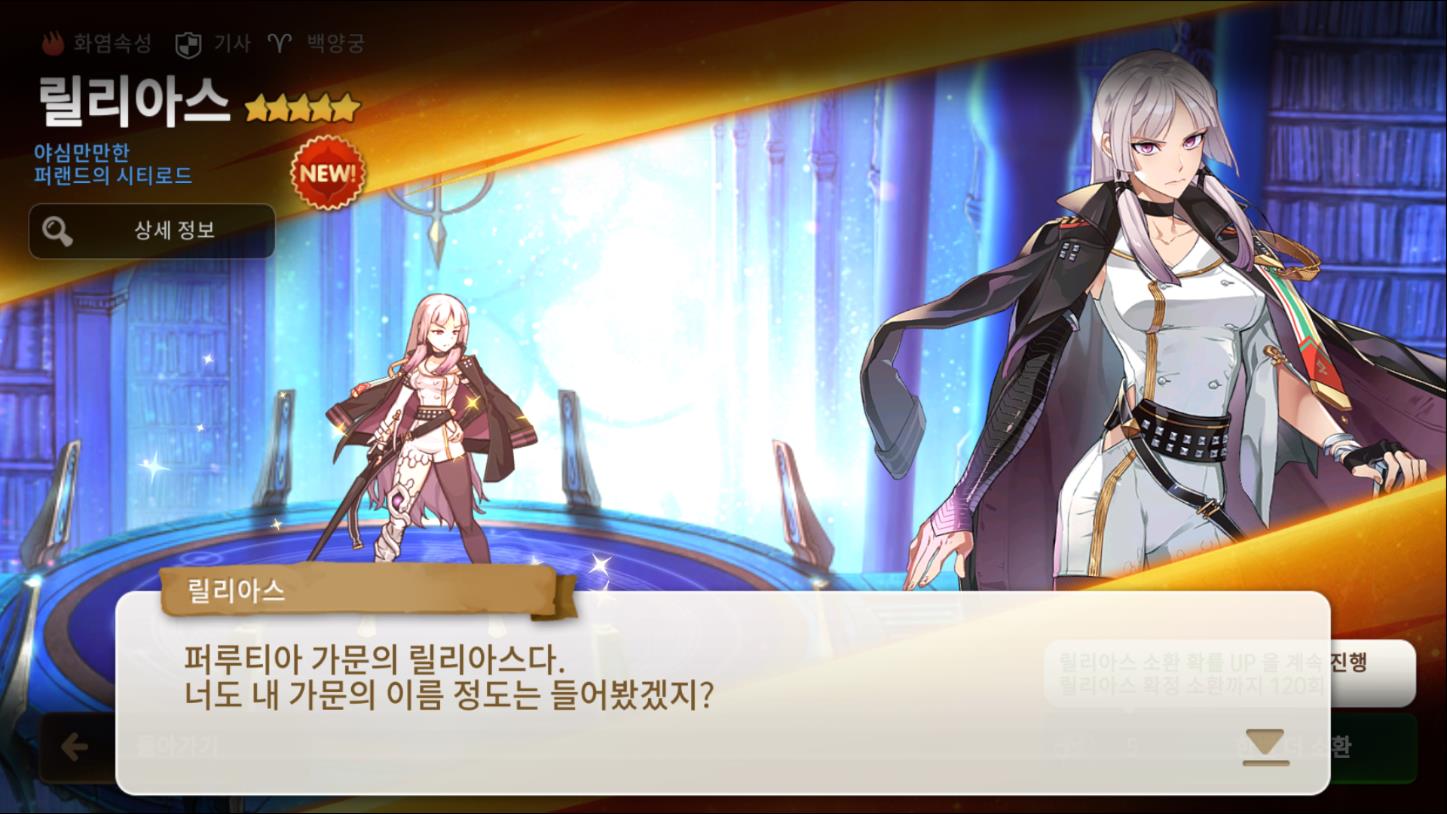 화염속성 기사 백양궁
릴리아스
야심만만한
퍼랜드의 시티로드
NEW!
상세 정보
릴리아스
퍼루티아 가문의 릴리아스다.
너도 내 가문의 이름 정도는 들어봤겠지?
릴리아스 소환 확률 UP 을 계속 진행
릴리아스 확정 소환까지 120회
돌아가기
소환